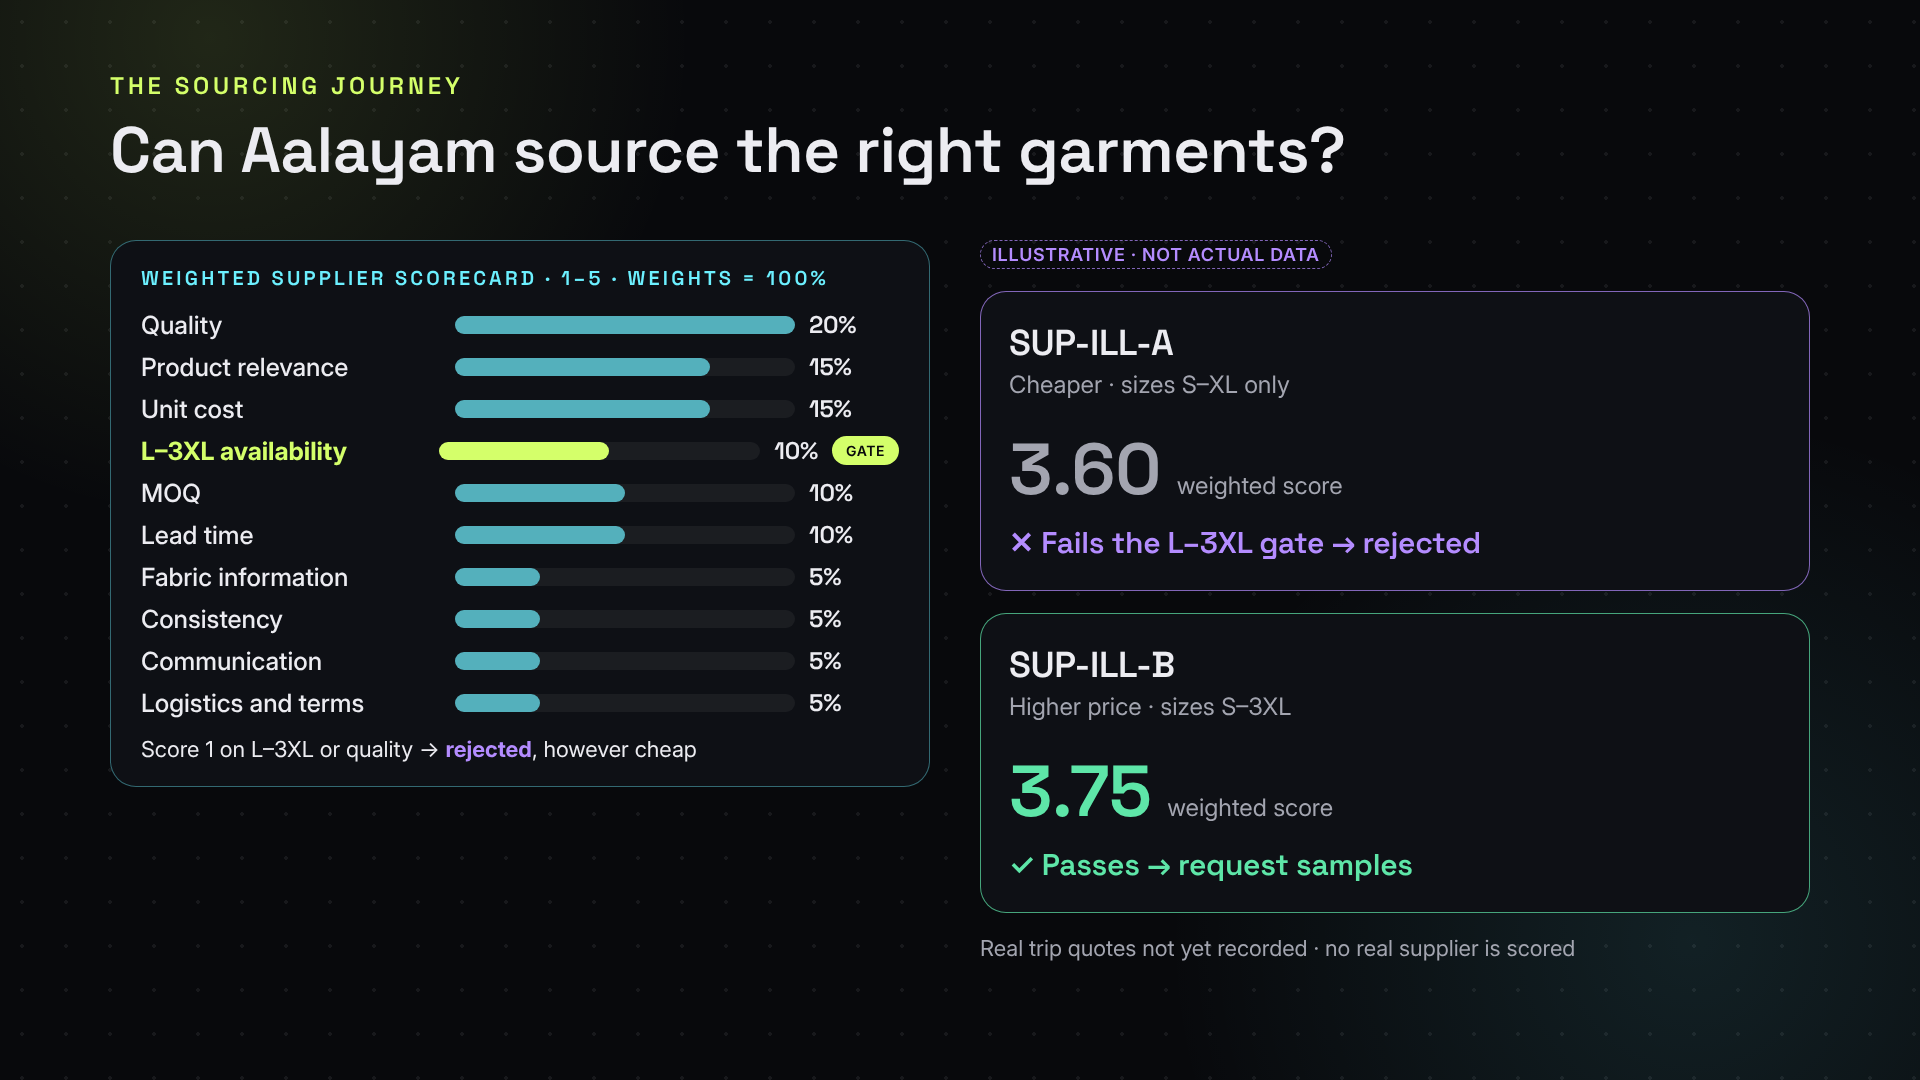 THE SOURCING JOURNEY
Can Aalayam source the right garments?
WEIGHTED SUPPLIER SCORECARD · 1–5 · WEIGHTS = 100%
Quality 20%
Product relevance 15%
Unit cost 15%
L–3XL availability 10% GATE
MOQ 10%
Lead time 10%
Fabric information 5%
Consistency 5%
Communication 5%
Logistics and terms 5%
Score 1 on L–3XL or quality → rejected, however cheap
ILLUSTRATIVE · NOT ACTUAL DATA
SUP-ILL-A
Cheaper · sizes S–XL only
3.60 weighted score
✕ Fails the L–3XL gate → rejected
SUP-ILL-B
Higher price · sizes S–3XL
3.75 weighted score
✓ Passes → request samples
Real trip quotes not yet recorded · no real supplier is scored